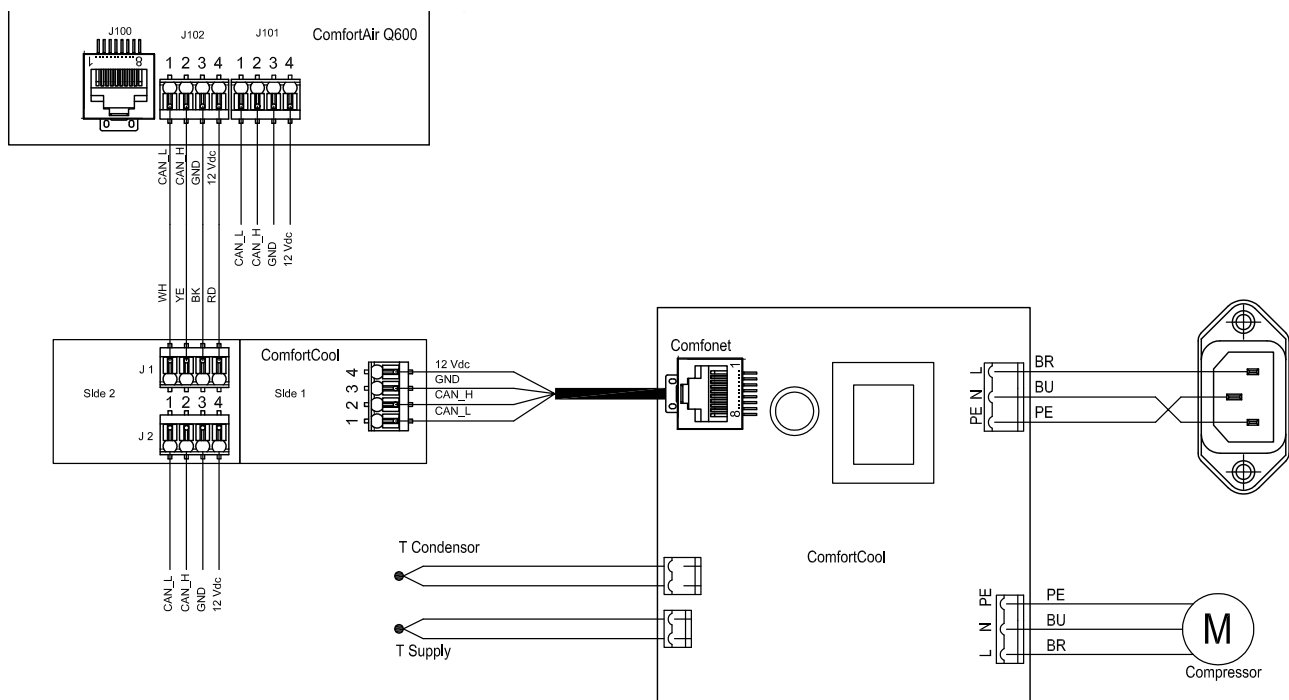 J100
J102
J101
ComfortAir Q600
1
8
1 2 3 4
1 2 3 4
CAN_L
CAN_H
GND
12 Vdc
CAN_L
CAN_H
GND
12 Vdc
WH
YE
BK
RD
J 1
SIde 2
1 2 3 4
J 2
CAN_L
CAN_H
GND
12 Vdc
ComfortCool
SIde 1
4
3
2
1
12 Vdc
GND
CAN_H
CAN_L
Comfonet
1
8
L
N
PE
BR
BU
PE
T Condensor
T Supply
ComfortCool
PE
N
L
PE
BU
BR
M
Compressor